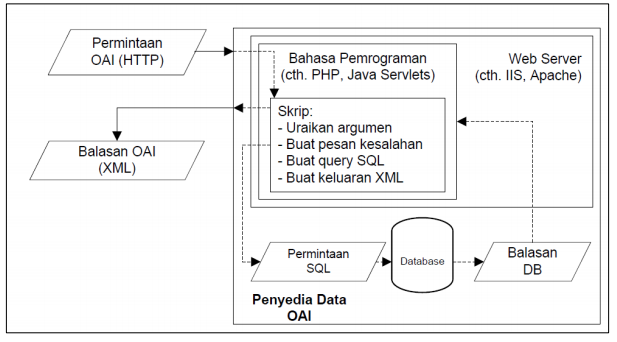 Permintaan
OAI (HTTP)
Bahasa Pemrograman
(cth. PHP, Java Servlets)
Web Server
(cth. IIS, Apache)
Skrip:
- Uraikan argumen
- Buat pesan kesalahan
- Buat query SQL
- Buat keluaran XML
Balasan OAI
(XML)
Permintaan
SQL
Database
Balasan
DB
Penyedia Data
OAI